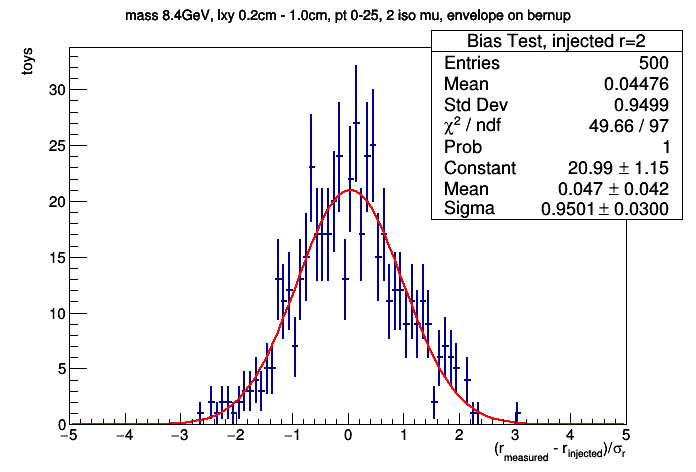 mass 8.4GeV, lxy 0.2cm - 1.0cm, pt 0-25, 2 iso mu, envelope on bernup
Bias Test, injected r=2
Entries 500
Mean 0.04476
Std Dev 0.9499
χ² / ndf 49.66 / 97
Prob 1
Constant 20.99 ± 1.15
Mean 0.047 ± 0.042
Sigma 0.9501 ± 0.0300
toys
30
25
20
15
10
5
0
−5 −4 −3 −2 −1 0 1 2 3 4 5
(r_measured - r_injected)/σ_r